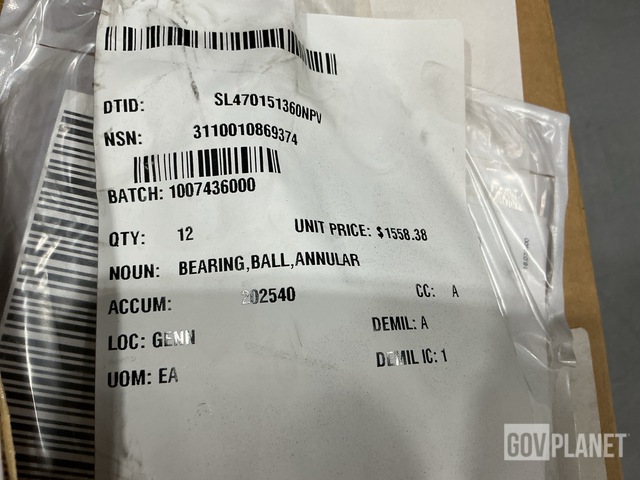 DTID: SL470151360NPV
NSN: 3110010869374
BATCH: 1007436000
QTY: 12 UNIT PRICE: $1558.38
NOUN: BEARING,BALL,ANNULAR
ACCUM: 202540 CC: A
LOC: GENN DEMIL: A
UOM: EA DEMIL IC: 1
GOVPLANET